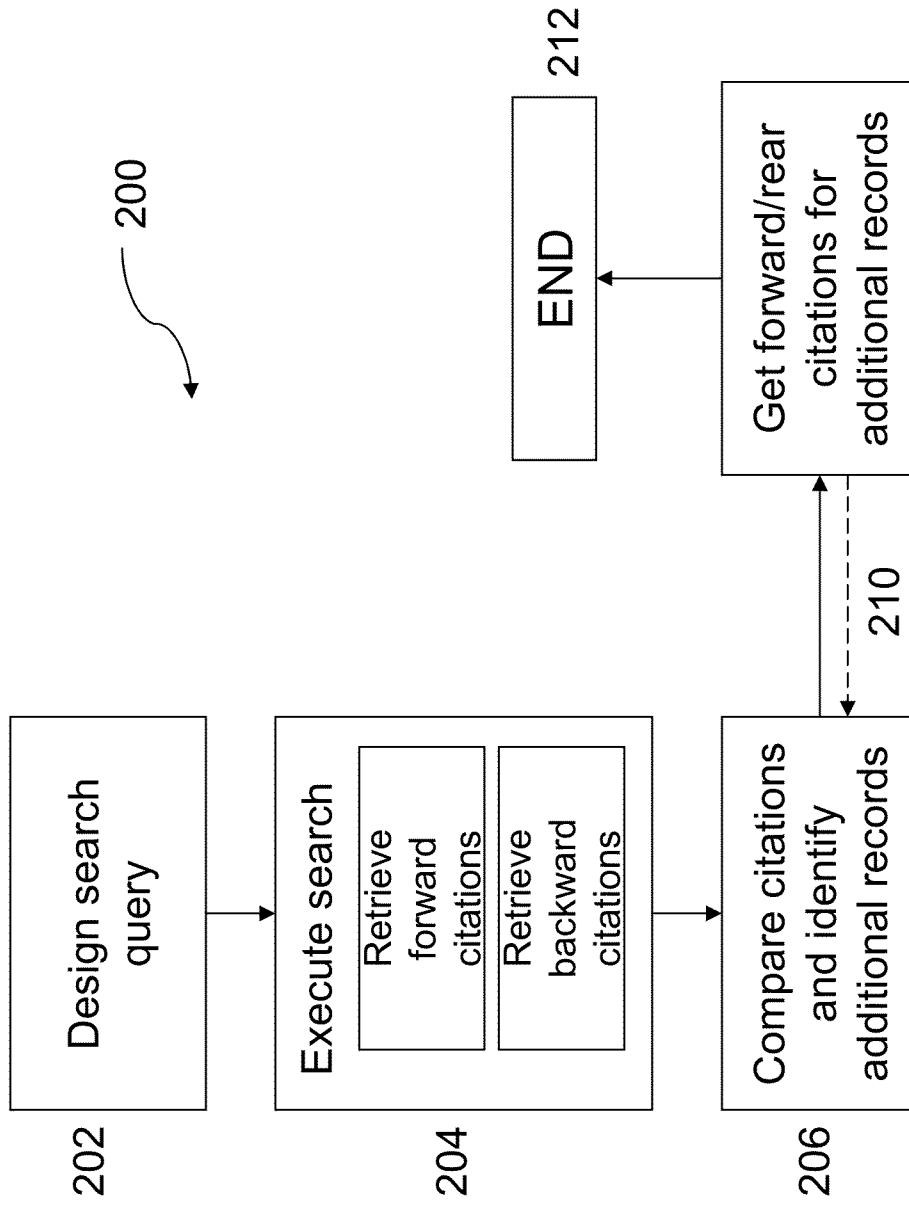 200
202
Design search
query
204
Execute search
Retrieve
forward
citations
Retrieve
backward
citations
206
Compare citations
and identify
additional records
210
Get forward/rear
citations for
additional records
END
212